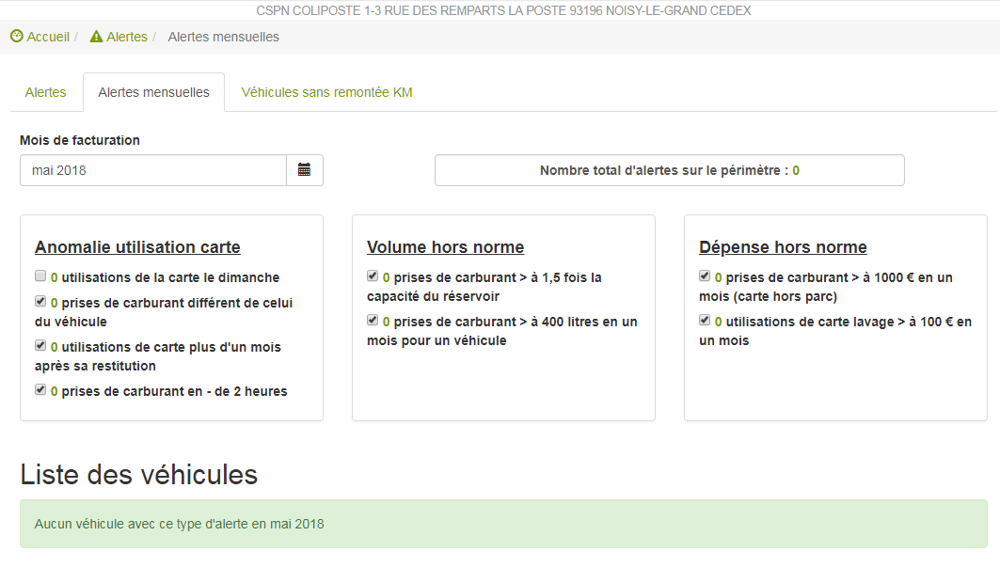 CSPN COLIPOSTE 1-3 RUE DES REMPARTS LA POSTE 93196 NOISY-LE-GRAND CEDEX
Accueil / Alertes / Alertes mensuelles
Alertes Alertes mensuelles Véhicules sans remontée KM
Mois de facturation
mai 2018
Nombre total d'alertes sur le périmètre : 0
Anomalie utilisation carte
0 utilisations de la carte le dimanche
0 prises de carburant différent de celui
du véhicule
0 utilisations de carte plus d'un mois
après sa restitution
0 prises de carburant en - de 2 heures
Volume hors norme
0 prises de carburant > à 1,5 fois la
capacité du réservoir
0 prises de carburant > à 400 litres en un
mois pour un véhicule
Dépense hors norme
0 prises de carburant > à 1000 € en un
mois (carte hors parc)
0 utilisations de carte lavage > à 100 € en
un mois
Liste des véhicules
Aucun véhicule avec ce type d'alerte en mai 2018